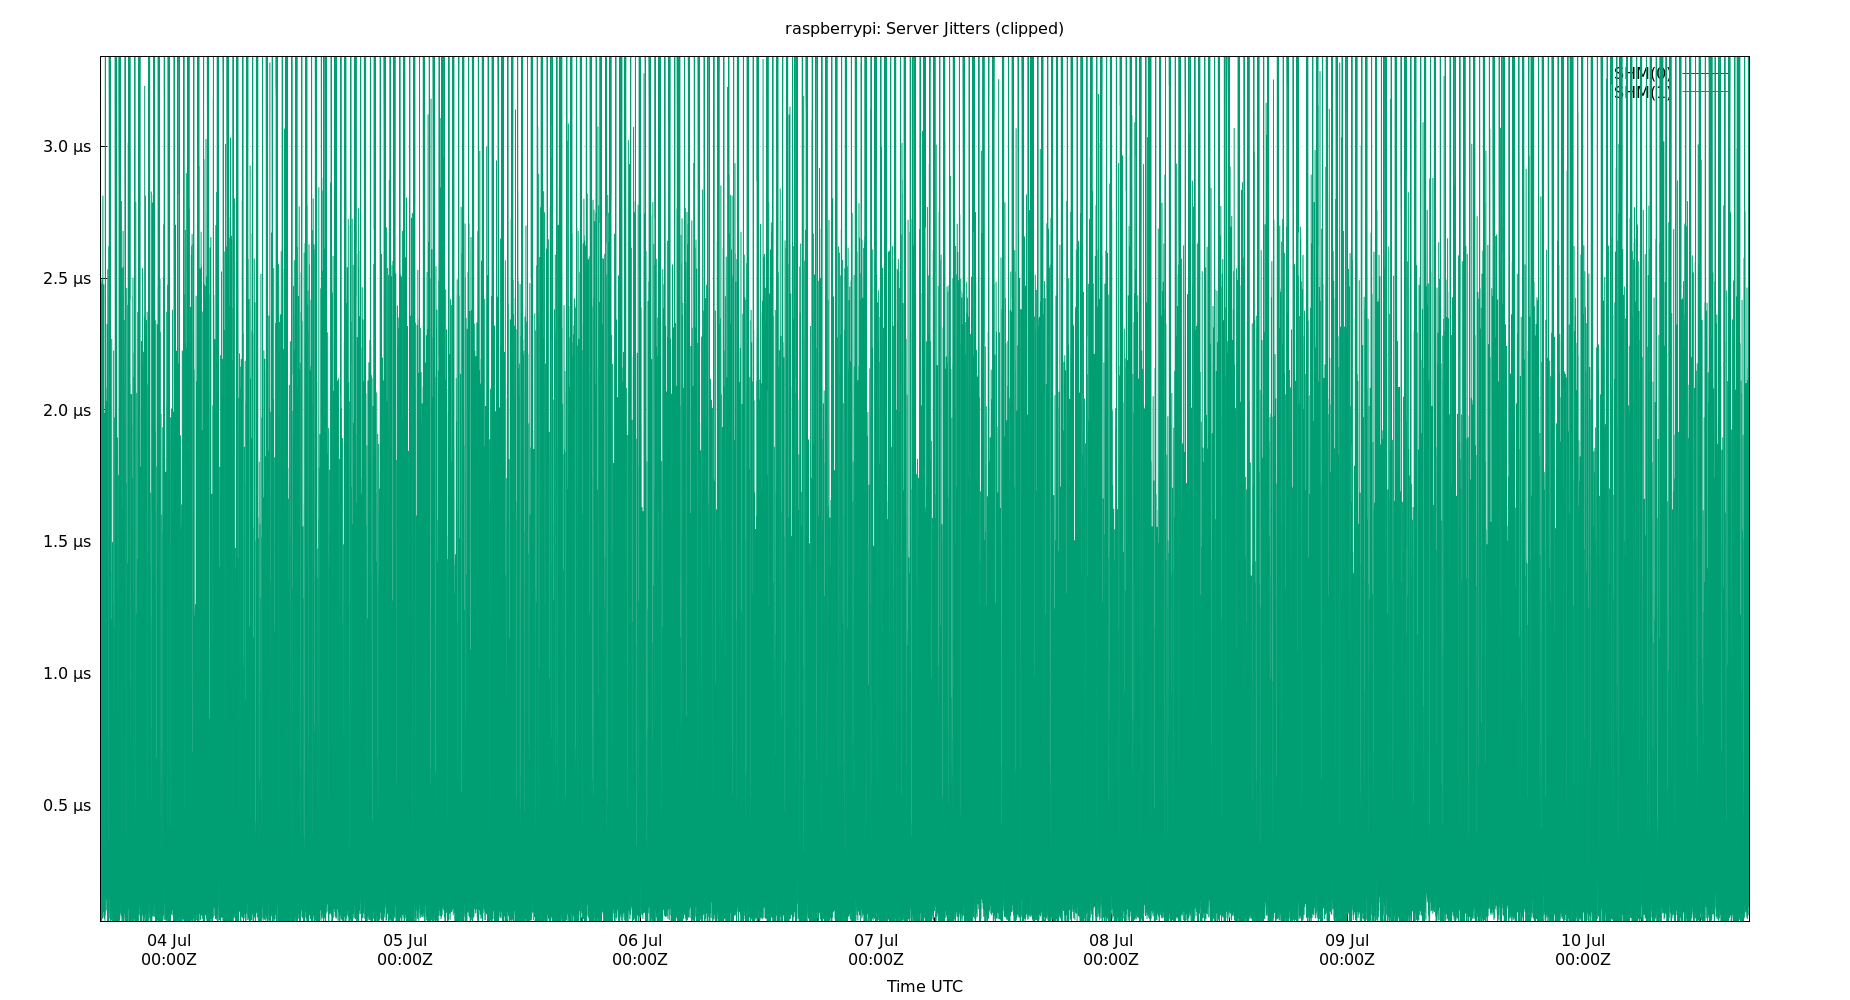 raspberrypi: Server Jitters (clipped)
SHM(0)
SHM(1)
3.0 µs
2.5 µs
2.0 µs
1.5 µs
1.0 µs
0.5 µs
04 Jul 05 Jul 06 Jul 07 Jul 08 Jul 09 Jul 10 Jul
00:00Z 00:00Z 00:00Z 00:00Z 00:00Z 00:00Z 00:00Z
Time UTC